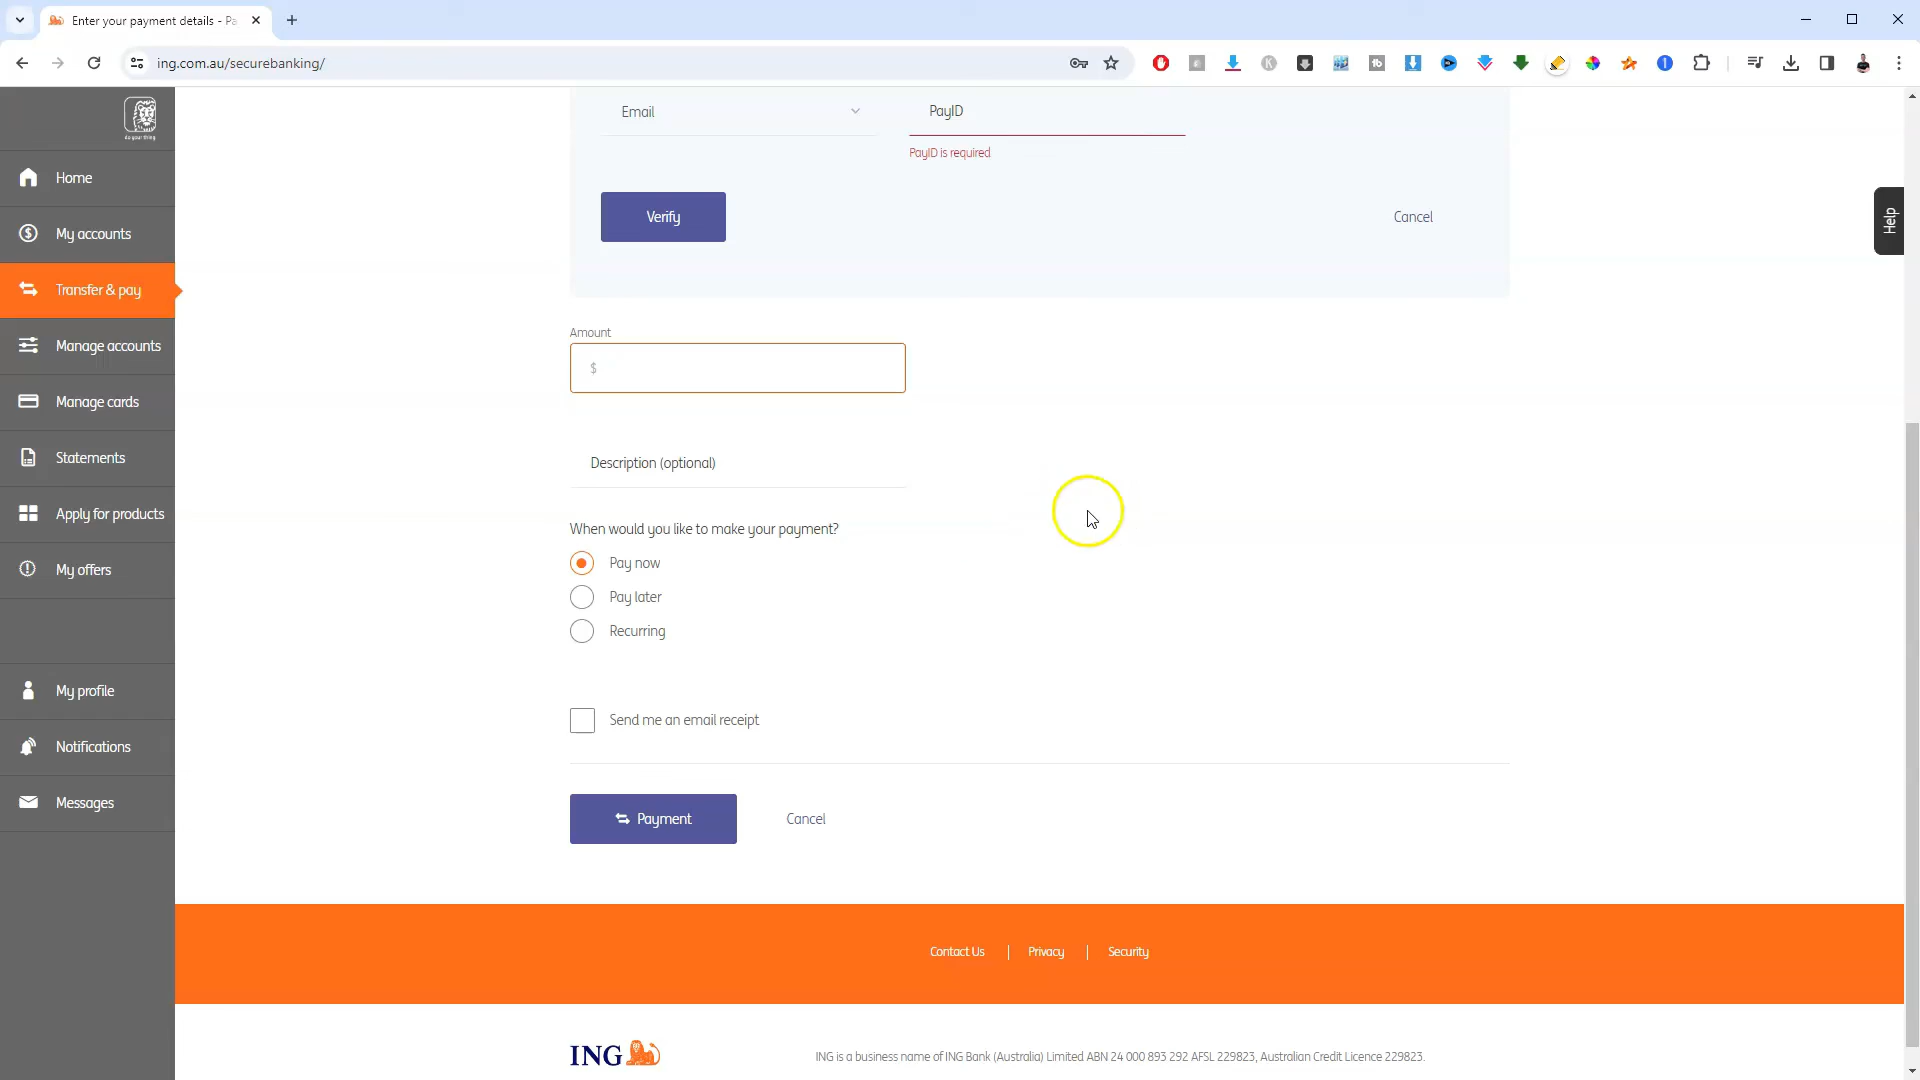 Enter your payment details - Pa
ing.com.au/securebanking/
do your thing
Home
My accounts
Transfer & pay
Manage accounts
Manage cards
Statements
Apply for products
My offers
My profile
Notifications
Messages
Email
PayID
PayID is required
Verify
Cancel
Help
Amount
$
Description (optional)
When would you like to make your payment?
Pay now
Pay later
Recurring
Send me an email receipt
Payment
Cancel
Contact Us | Privacy | Security
ING
ING is a business name of ING Bank (Australia) Limited ABN 24 000 893 292 AFSL 229823, Australian Credit Licence 229823.